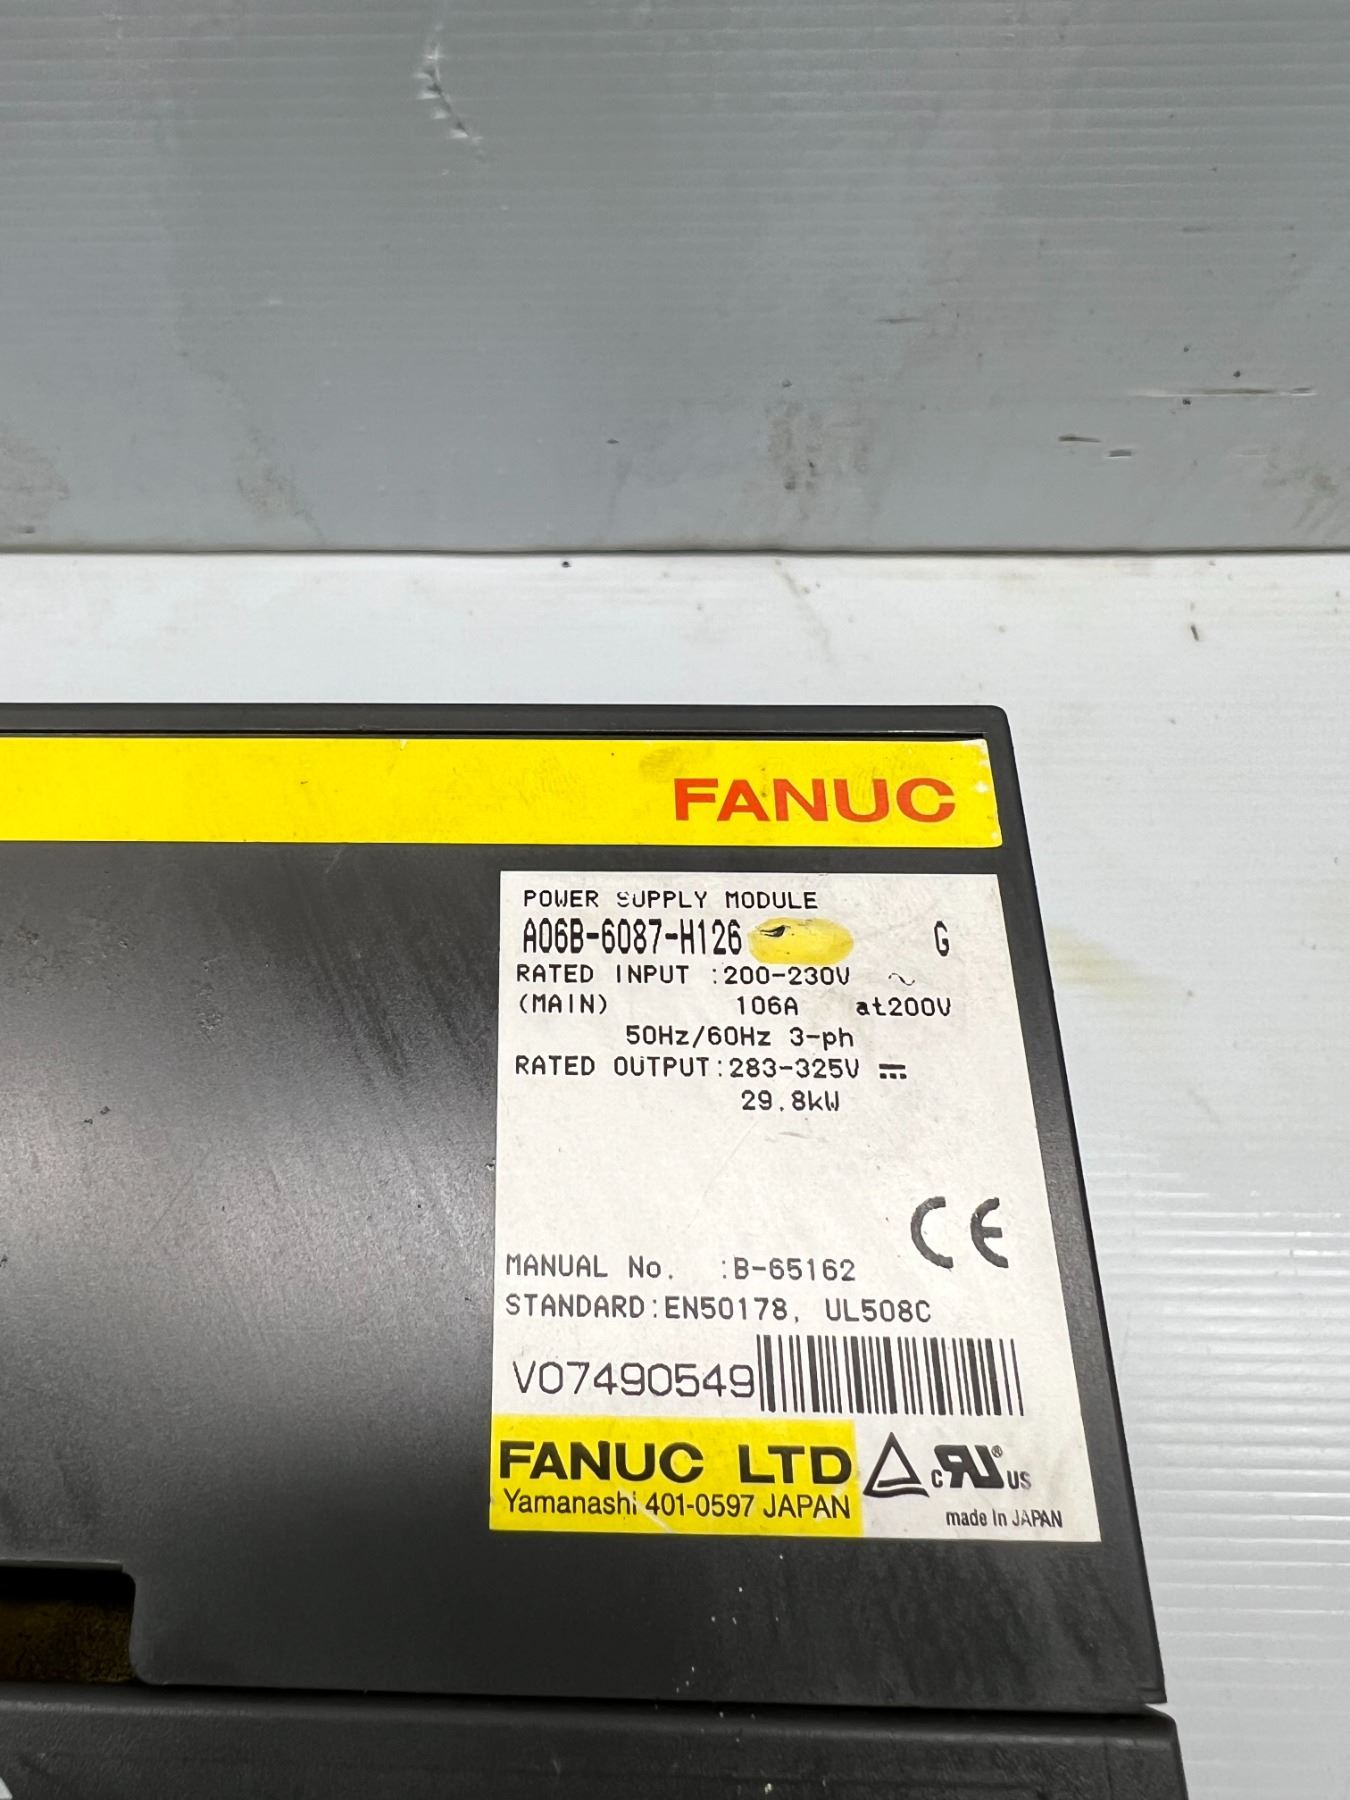 FANUC
POWER SUPPLY MODULE
A06B-6087-H126 G
RATED INPUT :200-230V ~
(MAIN) 106A at200V
50Hz/60Hz 3-ph
RATED OUTPUT:283-325V ⎓
29.8kW
CE
MANUAL No. :B-65162
STANDARD:EN50178, UL508C
V07490549
FANUC LTD
Yamanashi 401-0597 JAPAN
c RU ® US
made In JAPAN